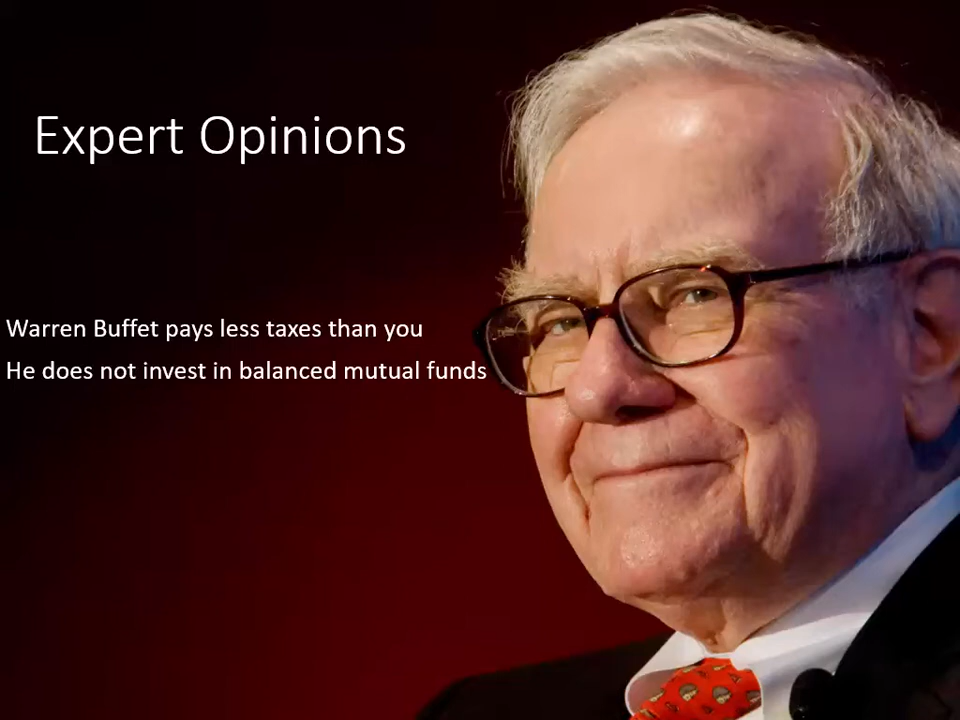 Expert Opinions
Warren Buffet pays less taxes than you
He does not invest in balanced mutual funds